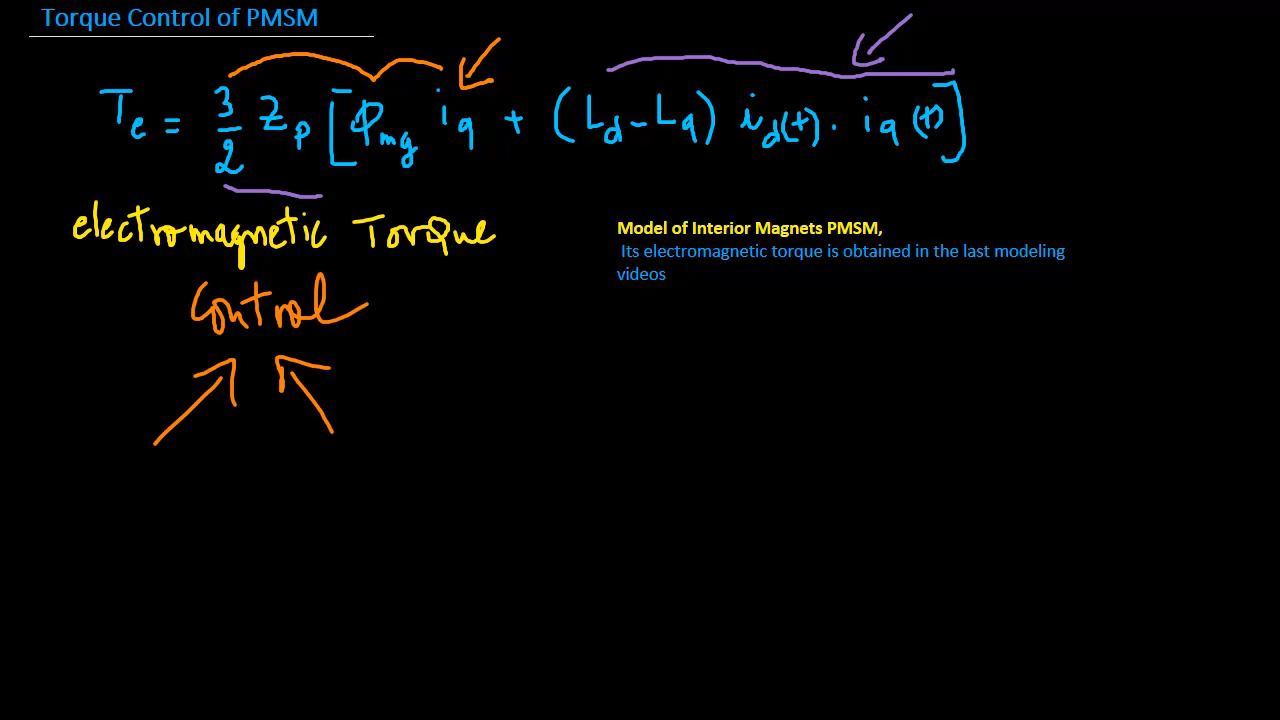 Torque Control of PMSM
Te = 3/2 Zp [φmg iq + (Ld - Lq) id(t) . iq(t)]
electromagnetic Torque
Control
Model of Interior Magnets PMSM,
Its electromagnetic torque is obtained in the last modeling
videos